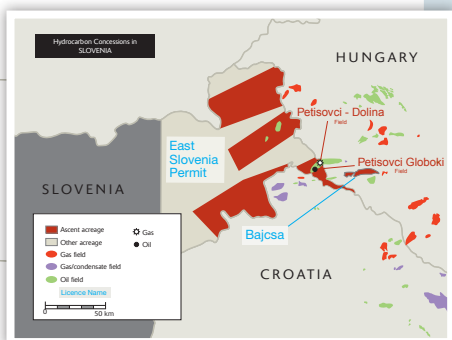 Hydrocarbon Concessions in
SLOVENIA
HUNGARY
Petisovci - Dolina
Field
East
Slovenia
Permit
Petisovci Globoki
Field
SLOVENIA
Bajcsa
CROATIA
Ascent acreage
Other acreage
Gas field
Gas/condensate field
Oil field
Licence Name
Gas
Oil
0 50 km